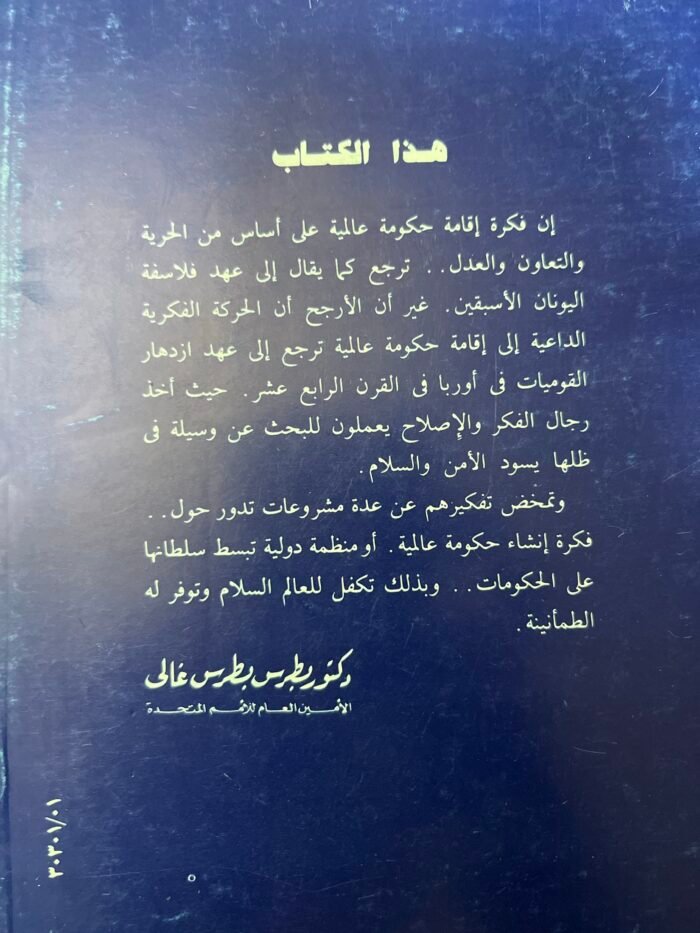 هذا الكتاب
إن فكرة إقامة حكومة عالمية على أساس من الحرية
والتعاون والعدل.. ترجع كما يقال إلى عهد فلاسفة
اليونان الأسبقين. غير أن الأرجح أن الحركة الفكرية
الداعية إلى إقامة حكومة عالمية ترجع إلى عهد ازدهار
القوميات فى أوربا فى القرن الرابع عشر. حيث أخذ
رجال الفكر والإصلاح يعملون للبحث عن وسيلة فى
ظلها يسود الأمن والسلام.
وتمخض تفكيرهم عن عدة مشروعات تدور حول..
فكرة إنشاء حكومة عالمية. أو منظمة دولية تبسط سلطانها
على الحكومات.. وبذلك تكفل للعالم السلام وتوفر له
الطمأنينة.
دكتور بطرس بطرس غالى
الأمين العام للأمم المتحدة
٣٠٣٠١/٠١